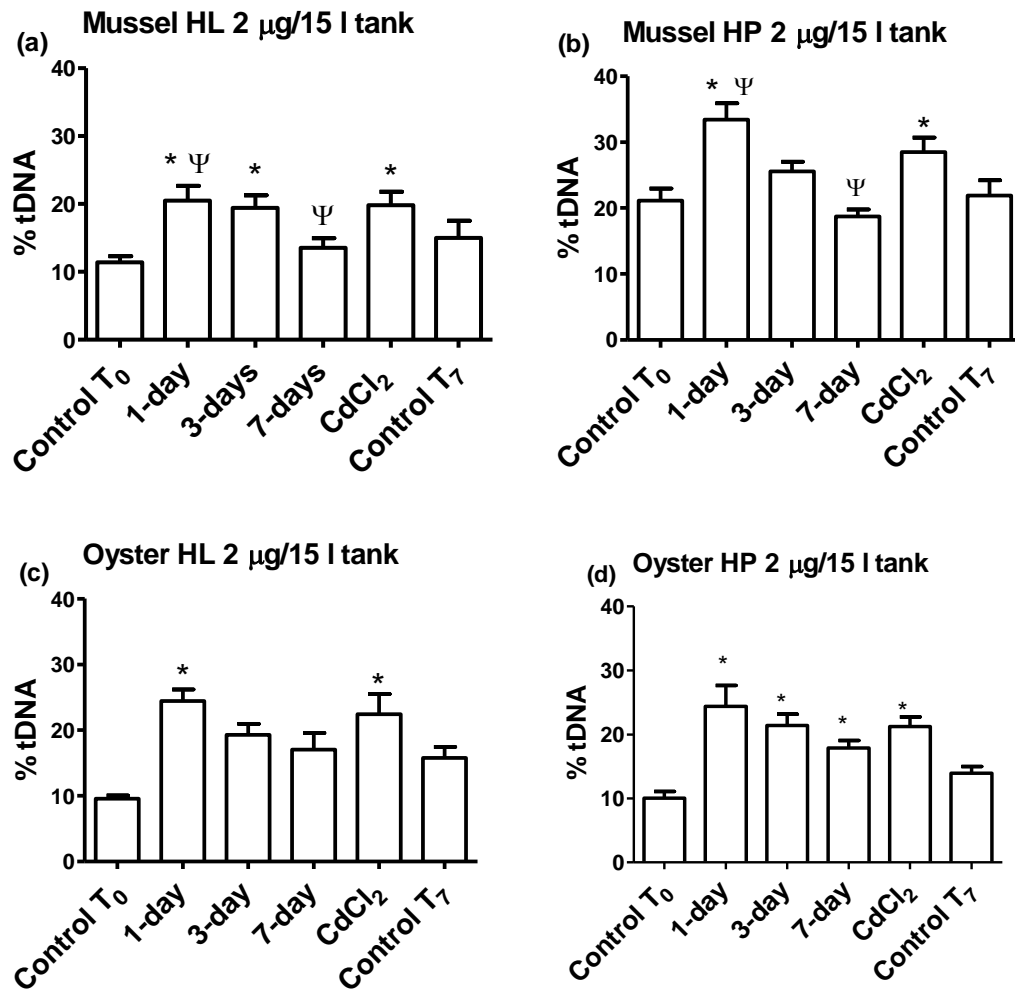 (a) Mussel HL 2 μg/15 l tank
% tDNA
40
30
20
10
0
* Ψ
*
Ψ
*
Control T₀
1-day
3-days
7-days
CdCl₂
Control T₇
(b) Mussel HP 2 μg/15 l tank
% tDNA
40
30
20
10
0
* Ψ
Ψ
*
Control T₀
1-day
3-day
7-day
CdCl₂
Control T₇
(c) Oyster HL 2 μg/15 l tank
% tDNA
40
30
20
10
0
*
*
Control T₀
1-day
3-day
7-day
CdCl₂
Control T₇
(d) Oyster HP 2 μg/15 l tank
% tDNA
40
30
20
10
0
*
*
*
*
Control T₀
1-day
3-day
7-day
CdCl₂
Control T₇